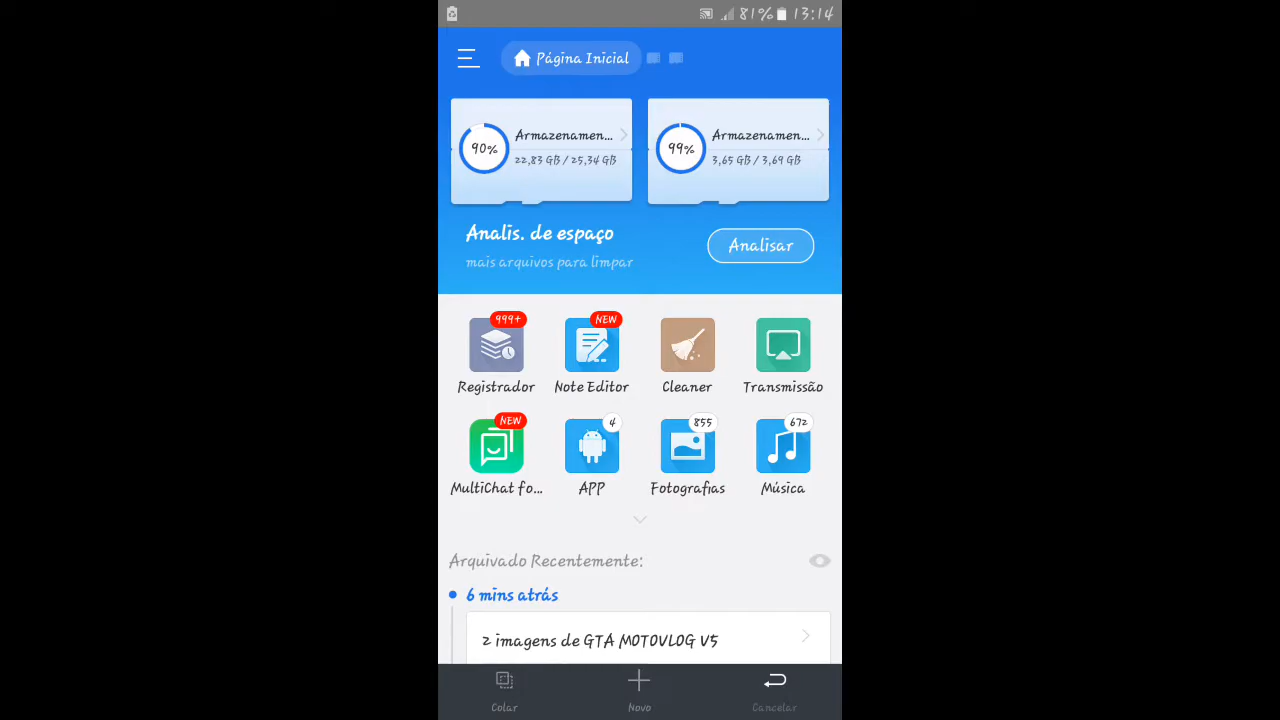 81% 13:14
Página Inicial
90% Armazenamen... 22,83 GB / 25,34 GB
99% Armazenamen... 3,65 GB / 3,69 GB
Analis. de espaço
mais arquivos para limpar
Analisar
999+ NEW
Registrador Note Editor Cleaner Transmissão
NEW 4 855 672
MultiChat fo... APP Fotografias Música
Arquivado Recentemente:
6 mins atrás
2 imagens de GTA MOTOVLOG V5
Colar Novo Cancelar